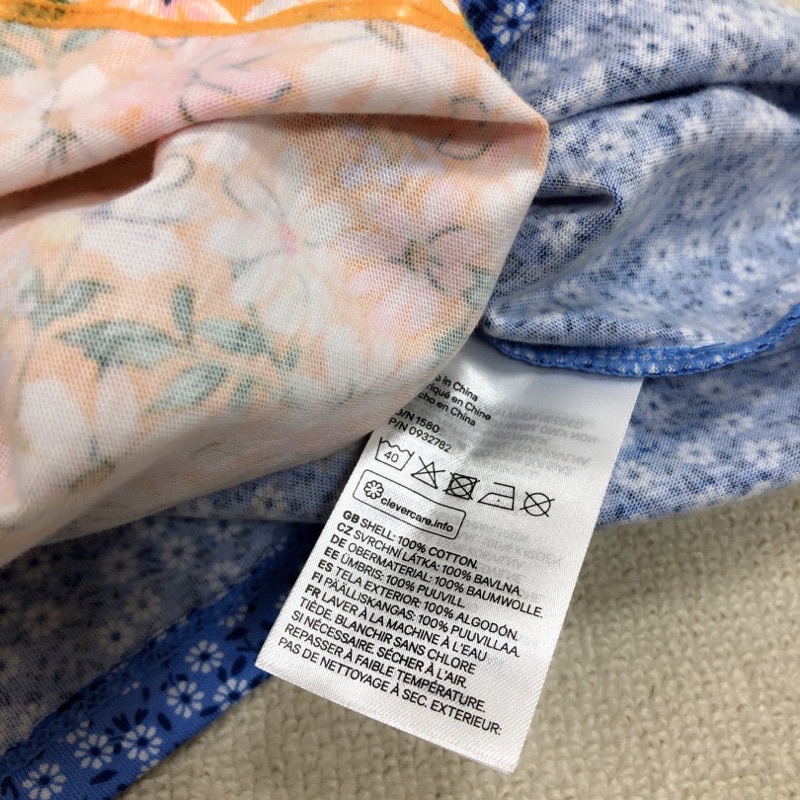 in China
riqué en Chine
cho en China
O/N 1580
P/N 0932782
40
clevercare.info
GB SHELL: 100% COTTON.
CZ SVRCHNÍ LÁTKA: 100% BAVLNA.
DE OBERMATERIAL: 100% BAUMWOLLE.
EE ÜMBRIS: 100% PUUVILL.
ES TELA EXTERIOR: 100% ALGODÓN.
FI PÄÄLLISKANGAS: 100% PUUVILLAA.
FR LAVER À LA MACHINE À L'EAU
TIÈDE. BLANCHIR SANS CHLORE
SI NÉCESSAIRE. SÉCHER À L'AIR.
REPASSER À FAIBLE TEMPÉRATURE.
PAS DE NETTOYAGE À SEC. EXTERIEUR: